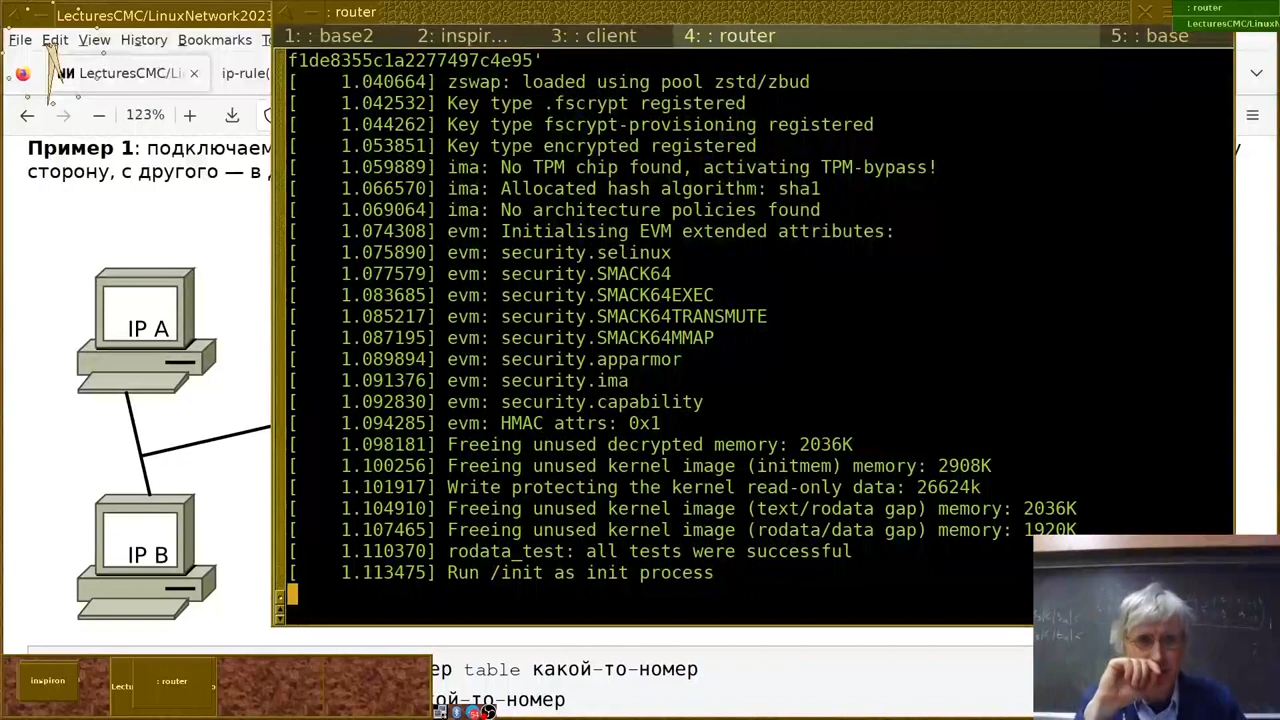 LecturesCMC/LinuxNetwork2023
: router
: router
LecturesCMC/LinuxNetwork2023
File Edit View History Bookmarks
1: : base2 2: inspir... 3: : client 4: : router 5: : base
LecturesCMC/Li
ip-rule(
123%
Пример 1: подключаем
сторону, с другого — в
IP A
IP B
f1de8355c1a2277497c4e95'
[ 1.040664] zswap: loaded using pool zstd/zbud
[ 1.042532] Key type .fscrypt registered
[ 1.044262] Key type fscrypt-provisioning registered
[ 1.053851] Key type encrypted registered
[ 1.059889] ima: No TPM chip found, activating TPM-bypass!
[ 1.066570] ima: Allocated hash algorithm: sha1
[ 1.069064] ima: No architecture policies found
[ 1.074308] evm: Initialising EVM extended attributes:
[ 1.075890] evm: security.selinux
[ 1.077579] evm: security.SMACK64
[ 1.083685] evm: security.SMACK64EXEC
[ 1.085217] evm: security.SMACK64TRANSMUTE
[ 1.087195] evm: security.SMACK64MMAP
[ 1.089894] evm: security.apparmor
[ 1.091376] evm: security.ima
[ 1.092830] evm: security.capability
[ 1.094285] evm: HMAC attrs: 0x1
[ 1.098181] Freeing unused decrypted memory: 2036K
[ 1.100256] Freeing unused kernel image (initmem) memory: 2908K
[ 1.101917] Write protecting the kernel read-only data: 26624k
[ 1.104910] Freeing unused kernel image (text/rodata gap) memory: 2036K
[ 1.107465] Freeing unused kernel image (rodata/data gap) memory: 1920K
[ 1.110370] rodata_test: all tests were successful
[ 1.113475] Run /init as init process
ер table какой-то-номер
ой-то-номер
inspiron
Lectu
: router